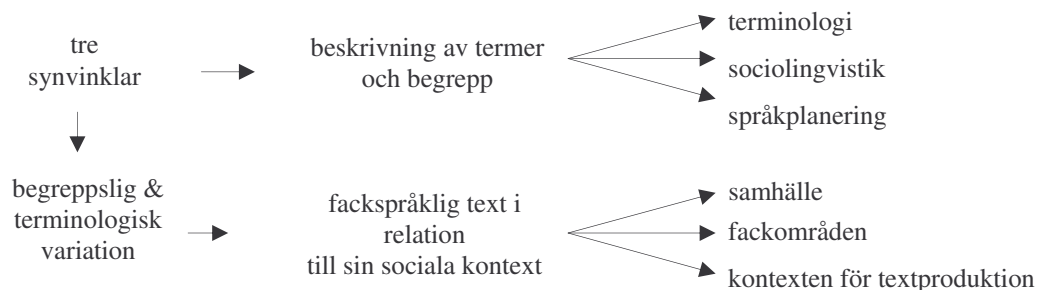 tre
synvinklar
beskrivning av termer
och begrepp
terminologi
sociolingvistik
språkplanering
begreppslig &
terminologisk
variation
fackspråklig text i
relation
till sin sociala kontext
samhälle
fackområden
kontexten för textproduktion